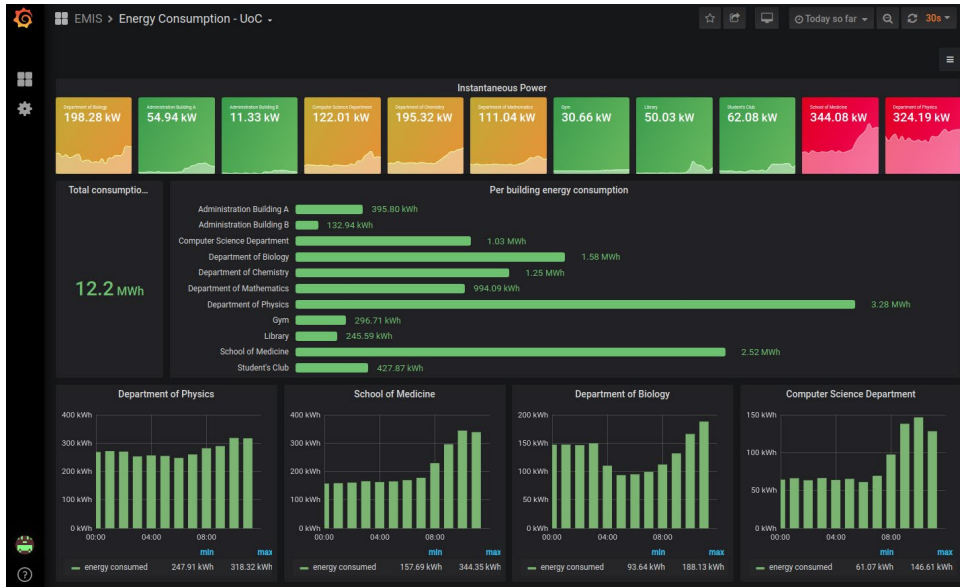 EMIS > Energy Consumption - UoC
Today so far
30s
Instantaneous Power
Department of Biology
198.28 kW
Administration Building A
54.94 kW
Administration Building B
11.33 kW
Computer Science Department
122.01 kW
Department of Chemistry
195.32 kW
Department of Mathematics
111.04 kW
Gym
30.66 kW
Library
50.03 kW
Student's Club
62.08 kW
School of Medicine
344.08 kW
Department of Physics
324.19 kW
Total consumptio...
12.2 MWh
Per building energy consumption
Administration Building A 395.80 kWh
Administration Building B 132.94 kWh
Computer Science Department 1.03 MWh
Department of Biology 1.58 MWh
Department of Chemistry 1.25 MWh
Department of Mathematics 994.09 kWh
Department of Physics 3.28 MWh
Gym 296.71 kWh
Library 245.59 kWh
School of Medicine 2.52 MWh
Student's Club 427.87 kWh
Department of Physics
400 kWh
300 kWh
200 kWh
100 kWh
0 kWh
00:00 04:00 08:00
min max
energy consumed 247.91 kWh 318.32 kWh
School of Medicine
400 kWh
300 kWh
200 kWh
100 kWh
0 kWh
00:00 04:00 08:00
min max
energy consumed 157.69 kWh 344.35 kWh
Department of Biology
200 kWh
150 kWh
100 kWh
50 kWh
0 kWh
00:00 04:00 08:00
min max
energy consumed 93.64 kWh 188.13 kWh
Computer Science Department
150 kWh
100 kWh
50 kWh
0 kWh
00:00 04:00 08:00
min max
energy consumed 61.07 kWh 146.61 kWh